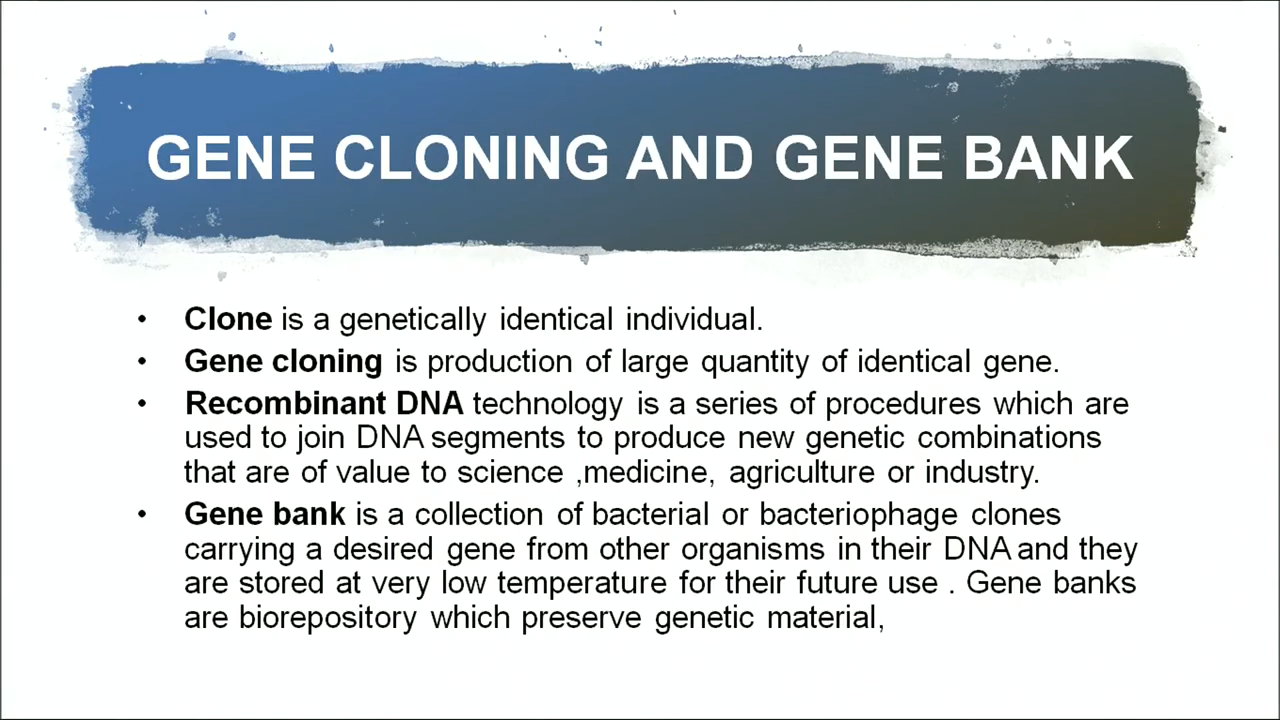 GENE CLONING AND GENE BANK
• Clone is a genetically identical individual.
• Gene cloning is production of large quantity of identical gene.
• Recombinant DNA technology is a series of procedures which are
used to join DNA segments to produce new genetic combinations
that are of value to science ,medicine, agriculture or industry.
• Gene bank is a collection of bacterial or bacteriophage clones
carrying a desired gene from other organisms in their DNA and they
are stored at very low temperature for their future use . Gene banks
are biorepository which preserve genetic material,